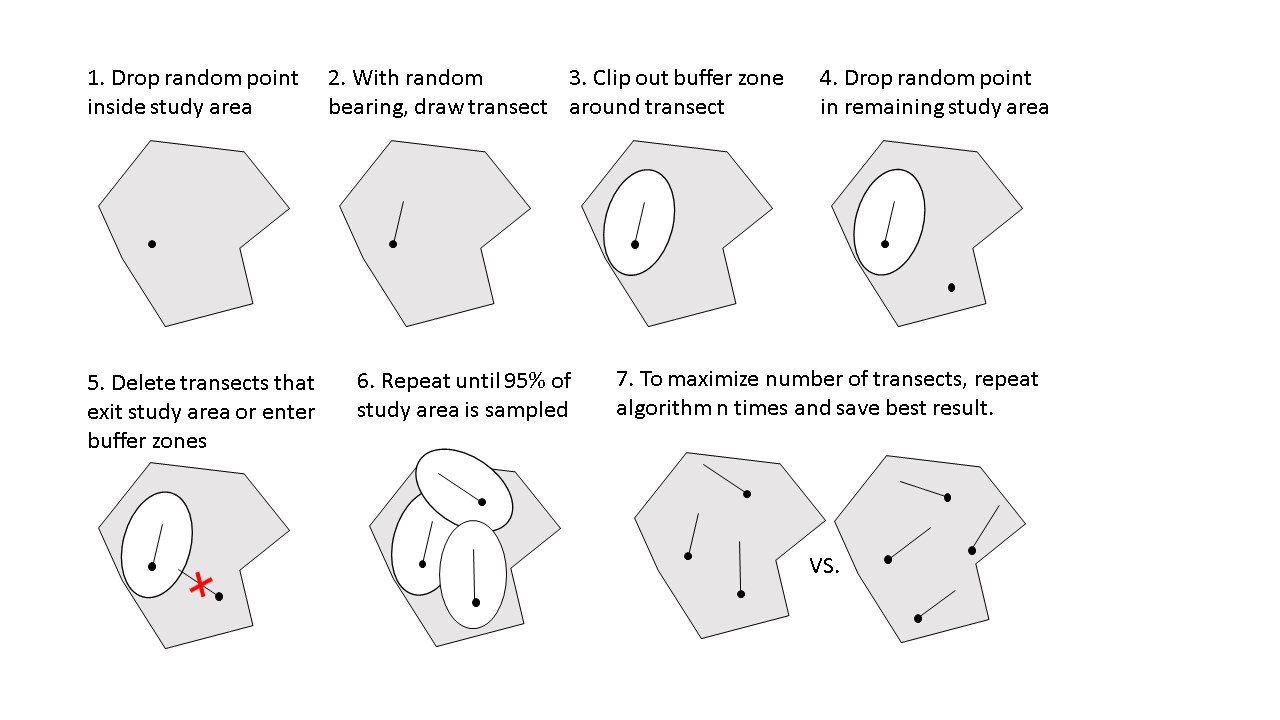 1. Drop random point
inside study area
2. With random
bearing, draw transect
3. Clip out buffer zone
around transect
4. Drop random point
in remaining study area
5. Delete transects that
exit study area or enter
buffer zones
6. Repeat until 95% of
study area is sampled
7. To maximize number of transects, repeat
algorithm n times and save best result.
VS.